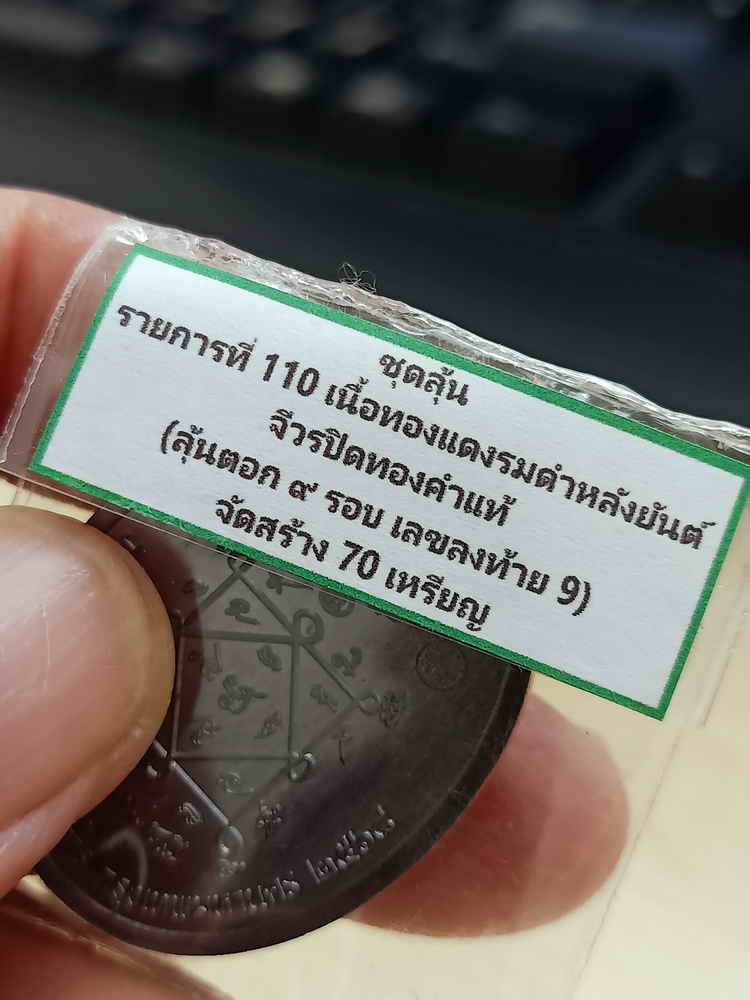 ชุดลุ้น
รายการที่ 110 เนื้อทองแดงรมดำหลังยันต์
จีวรปิดทองคำแท้
(ลุ้นตอก ๙ รอบ เลขลงท้าย 9)
จัดสร้าง 70 เหรียญ